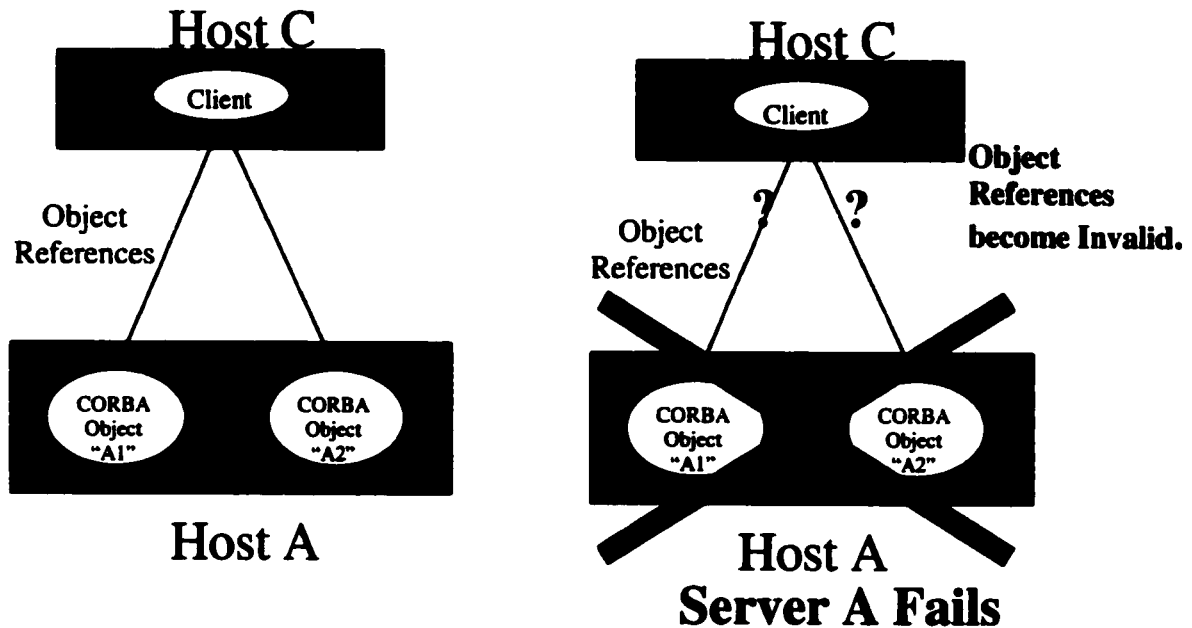 Host C
Client
Object
References
CORBA
Object
“A1”
CORBA
Object
“A2”
Host A
Host C
Client
Object
References
become Invalid.
?
?
Object
References
CORBA
Object
“A1”
CORBA
Object
“A2”
Host A
Server A Fails